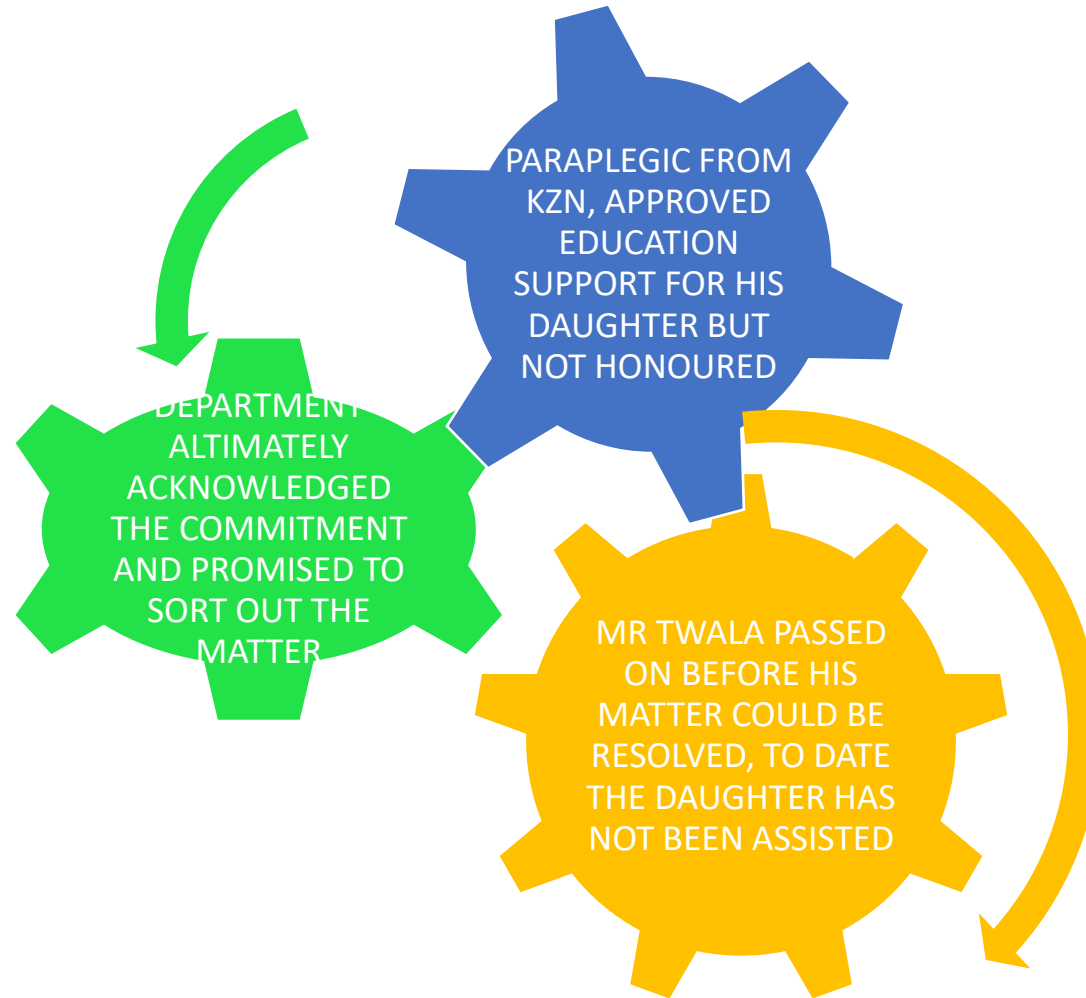 PARAPLEGIC FROM
KZN, APPROVED
EDUCATION
SUPPORT FOR HIS
DAUGHTER BUT
NOT HONOURED
DEPARTMENT
ALTIMATELY
ACKNOWLEDGED
THE COMMITMENT
AND PROMISED TO
SORT OUT THE
MATTER
MR TWALA PASSED
ON BEFORE HIS
MATTER COULD BE
RESOLVED, TO DATE
THE DAUGHTER HAS
NOT BEEN ASSISTED